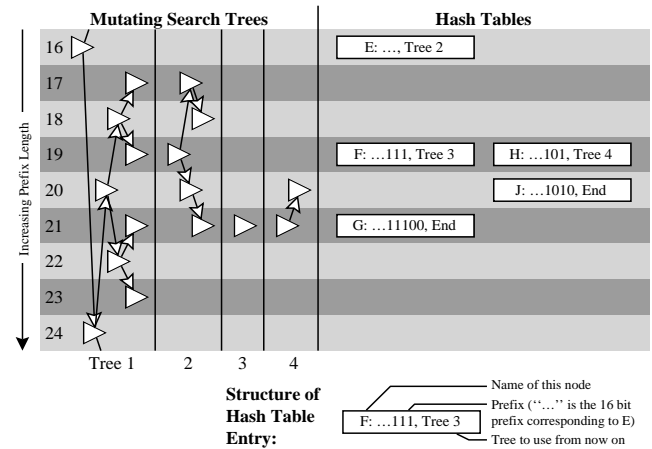 Mutating Search Trees
Hash Tables
Increasing Prefix Length
16
E: …, Tree 2
17
18
19
F: …111, Tree 3
H: …101, Tree 4
20
J: …1010, End
21
G: …11100, End
22
23
24
Tree 1
2
3
4
Structure of
Hash Table
Entry:
F: …111, Tree 3
Name of this node
Prefix (‘‘…’’ is the 16 bit
prefix corresponding to E)
Tree to use from now on